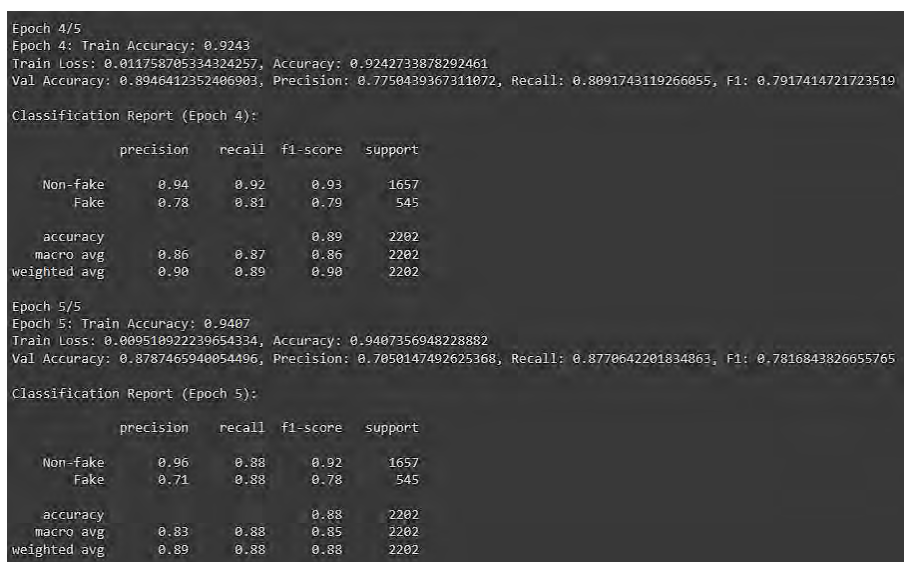 Epoch 4/5
Epoch 4: Train Accuracy: 0.9243
Train Loss: 0.011758705334324257, Accuracy: 0.9242733878292461
Val Accuracy: 0.8946412352406903, Precision: 0.7750439367311072, Recall: 0.8091743119266055, F1: 0.7917414721723519
Classification Report (Epoch 4):
precision recall f1-score support
Non-fake 0.94 0.92 0.93 1657
Fake 0.78 0.81 0.79 545
accuracy 0.89 2202
macro avg 0.86 0.87 0.86 2202
weighted avg 0.90 0.89 0.90 2202
Epoch 5/5
Epoch 5: Train Accuracy: 0.9407
Train Loss: 0.009510922239654334, Accuracy: 0.9407356948228882
Val Accuracy: 0.8787465940054496, Precision: 0.7050147492625368, Recall: 0.8770642201834863, F1: 0.7816843826655765
Classification Report (Epoch 5):
precision recall f1-score support
Non-fake 0.96 0.88 0.92 1657
Fake 0.71 0.88 0.78 545
accuracy 0.88 2202
macro avg 0.83 0.88 0.85 2202
weighted avg 0.89 0.88 0.88 2202